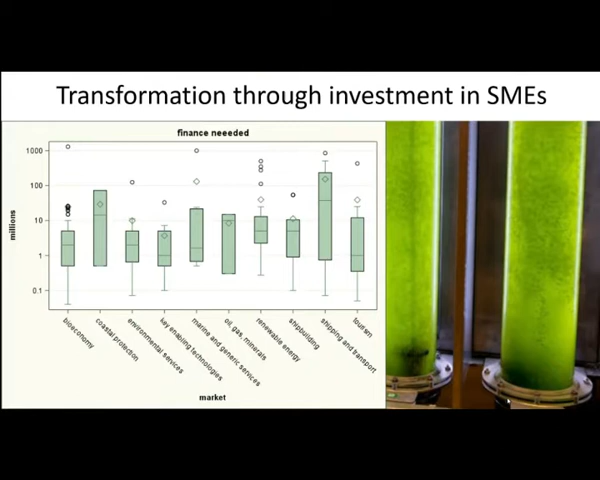 Transformation through investment in SMEs
finance neeeded
1000
100
10
1
0.1
millions
bioeconomy
coastal protection
environmental services
key enabling technologies
marine and generic services
oil, gas, minerals
renewable energy
shipbuilding
shipping and transport
tourism
market